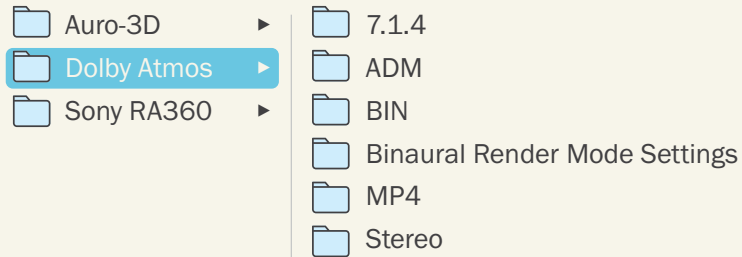 Auro-3D
Dolby Atmos
Sony RA360
7.1.4
ADM
BIN
Binaural Render Mode Settings
MP4
Stereo